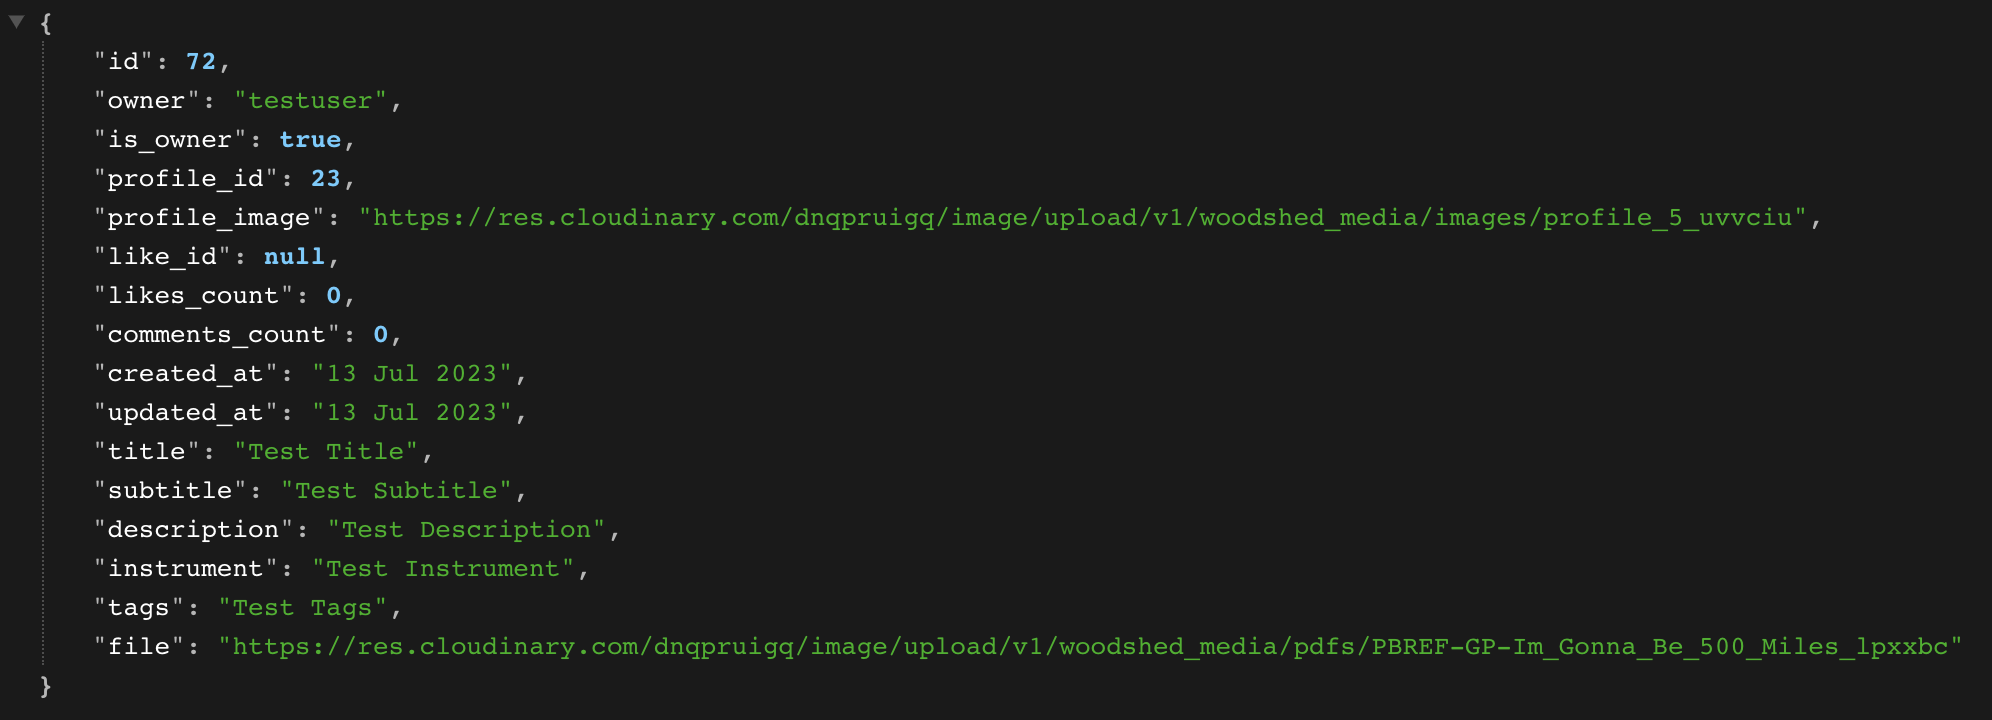 {
"id": 72,
"owner": "testuser",
"is_owner": true,
"profile_id": 23,
"profile_image": "https://res.cloudinary.com/dnqpruigq/image/upload/v1/woodshed_media/images/profile_5_uvvciu",
"like_id": null,
"likes_count": 0,
"comments_count": 0,
"created_at": "13 Jul 2023",
"updated_at": "13 Jul 2023",
"title": "Test Title",
"subtitle": "Test Subtitle",
"description": "Test Description",
"instrument": "Test Instrument",
"tags": "Test Tags",
"file": "https://res.cloudinary.com/dnqpruigq/image/upload/v1/woodshed_media/pdfs/PBREF-GP-Im_Gonna_Be_500_Miles_lpxxbc"
}